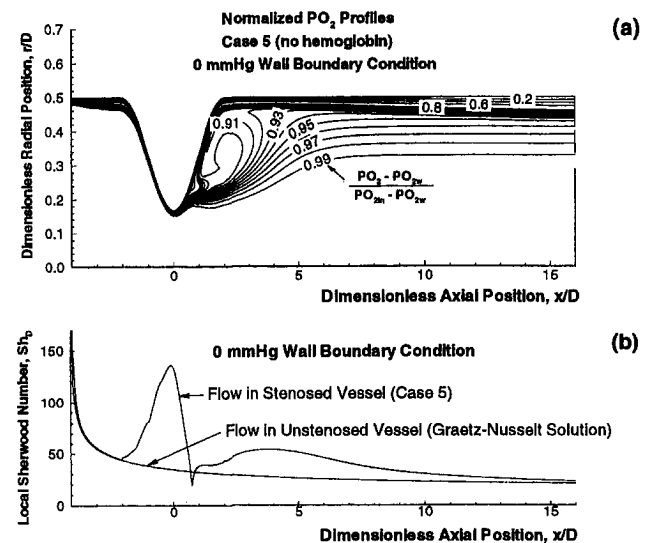 Normalized PO2 Profiles
Case 5 (no hemoglobin)
0 mmHg Wall Boundary Condition
(a)
Dimensionless Radial Position, r/D
0.7
0.6
0.5
0.4
0.3
0.2
0.1
0.0
0.91
0.93
0.95
0.97
0.99
0.8
0.6
0.2
PO2 - PO2w
PO2in - PO2w
0
5
10
15
Dimensionless Axial Position, x/D
(b)
0 mmHg Wall Boundary Condition
Local Sherwood Number, ShD
150
100
50
0
Flow in Stenosed Vessel (Case 5)
Flow in Unstenosed Vessel (Graetz-Nusselt Solution)
0
5
10
15
Dimensionless Axial Position, x/D